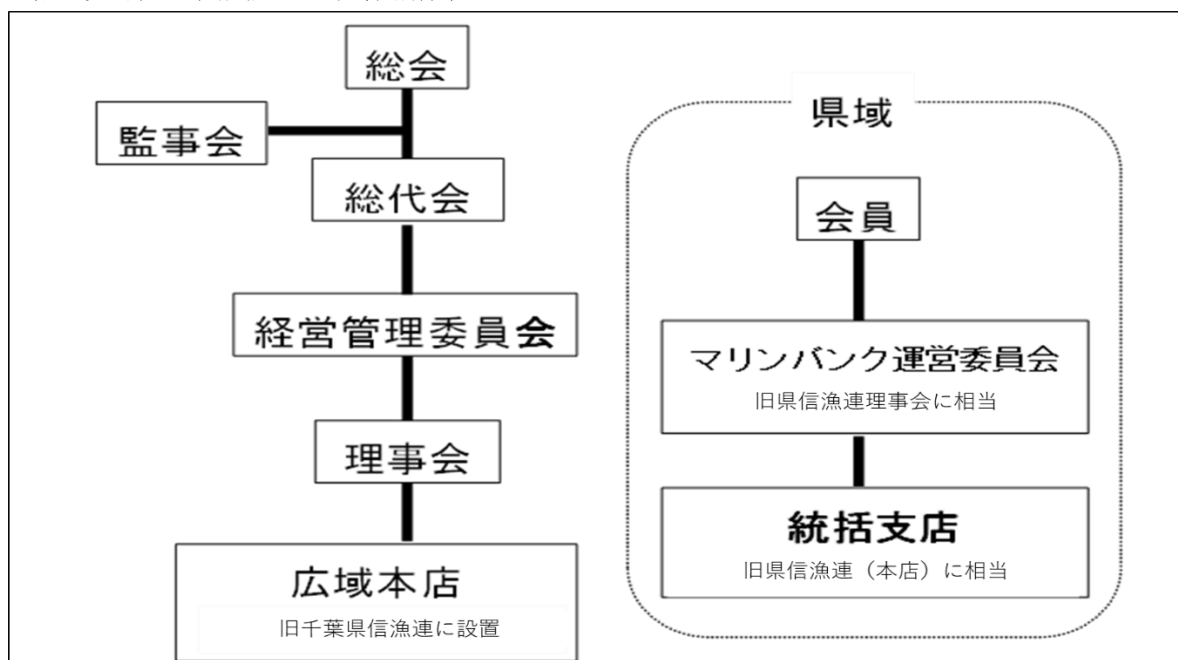 総会
監事会
総代会
経営管理委員会
理事会
広域本店
旧千葉県信漁連に設置
県域
会員
マリンバンク運営委員会
旧県信漁連理事会に相当
統括支店
旧県信漁連（本店）に相当